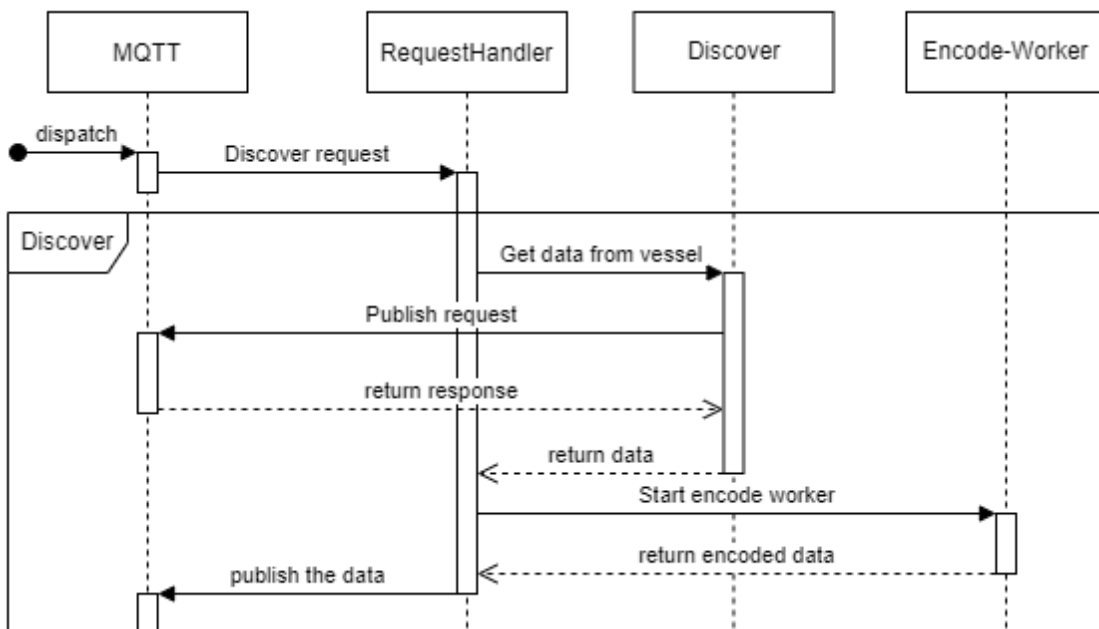 MQTT
RequestHandler
Discover
Encode-Worker
dispatch
Discover request
Discover
Get data from vessel
Publish request
return response
return data
Start encode worker
return encoded data
publish the data